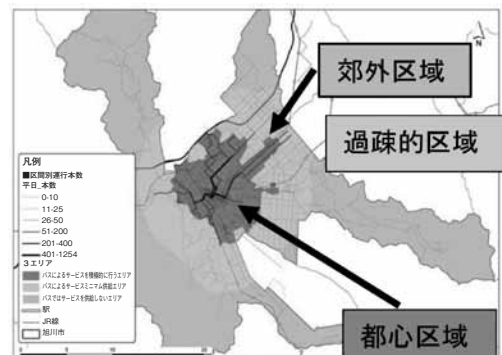 N
郊外区域
過疎的区域
都心区域
凡例
■区間別運行本数
平日_本数
0-10
11-25
26-50
51-200
201-400
401-1254
3エリア
バスによるサービスを積極的に行うエリア
バスによるサービスミニマム供給エリア
バスではサービスを供給しないエリア
駅
JR線
旭川市